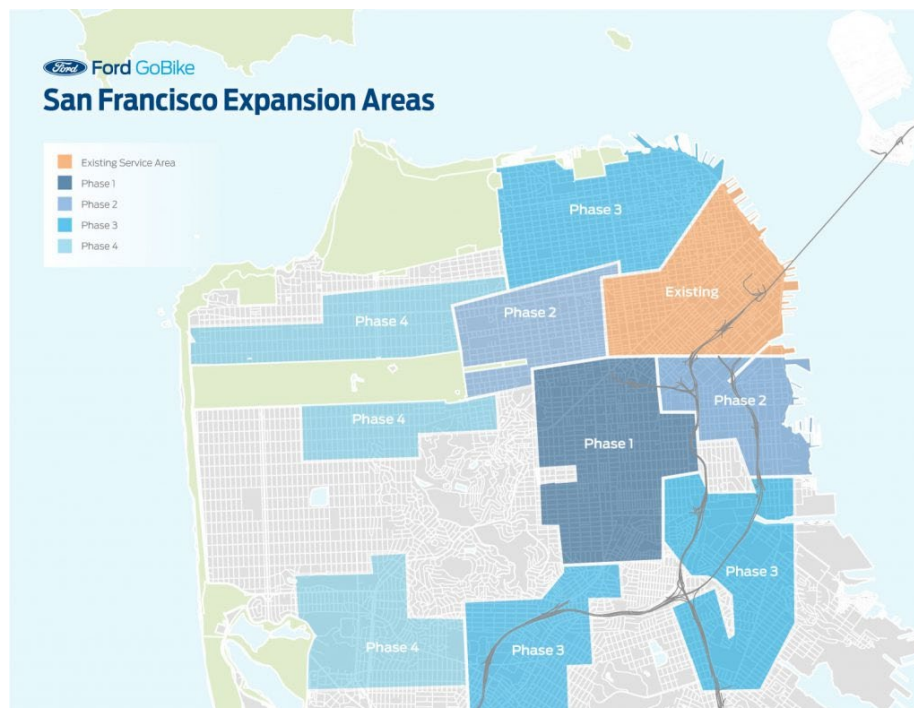 Ford Ford GoBike
San Francisco Expansion Areas
Existing Service Area
Phase 1
Phase 2
Phase 3
Phase 4
Phase 3
Existing
Phase 2
Phase 4
Phase 2
Phase 4
Phase 1
Phase 3
Phase 4
Phase 3